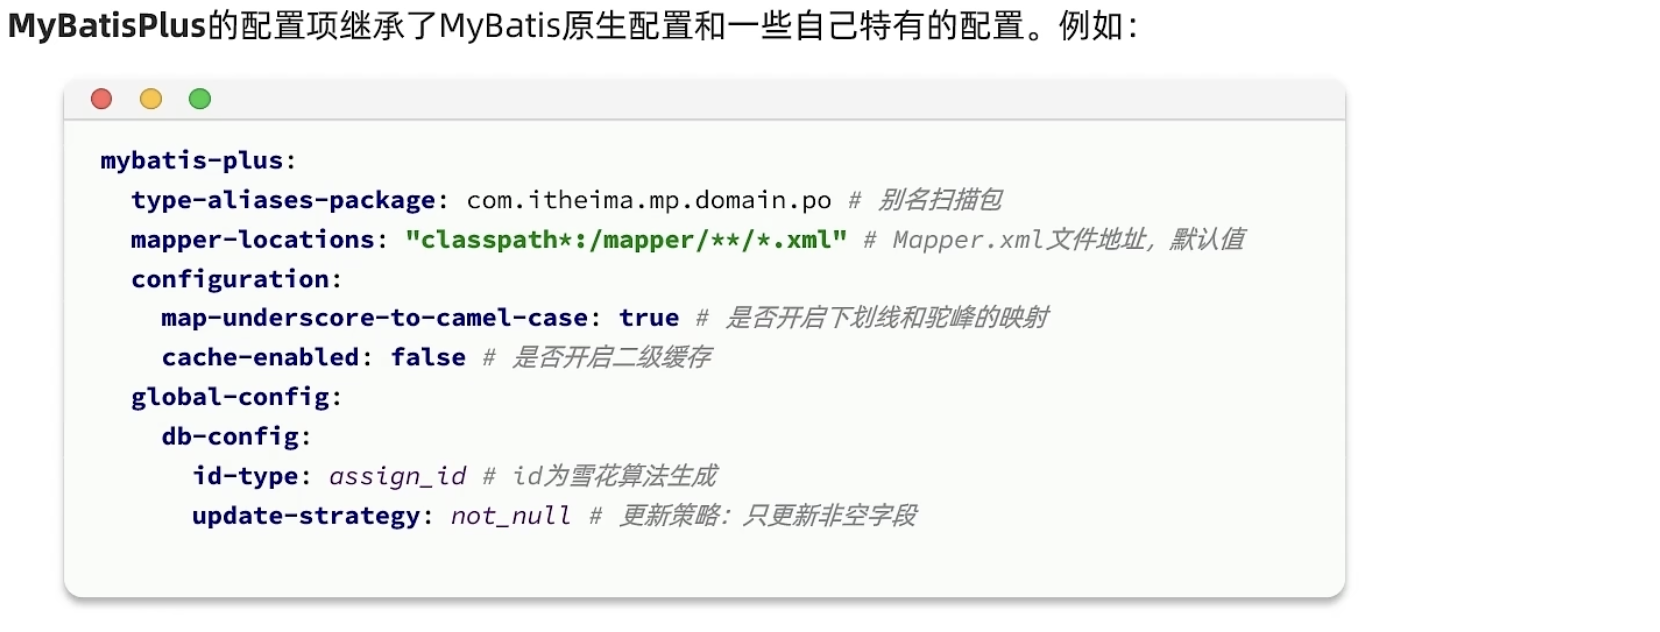 MyBatisPlus的配置项继承了MyBatis原生配置和一些自己特有的配置。例如：
mybatis-plus:
  type-aliases-package: com.itheima.mp.domain.po # 别名扫描包
  mapper-locations: "classpath*:/mapper/**/*.xml" # Mapper.xml文件地址，默认值
  configuration:
    map-underscore-to-camel-case: true # 是否开启下划线和驼峰的映射
    cache-enabled: false # 是否开启二级缓存
  global-config:
    db-config:
      id-type: assign_id # id为雪花算法生成
      update-strategy: not_null # 更新策略：只更新非空字段